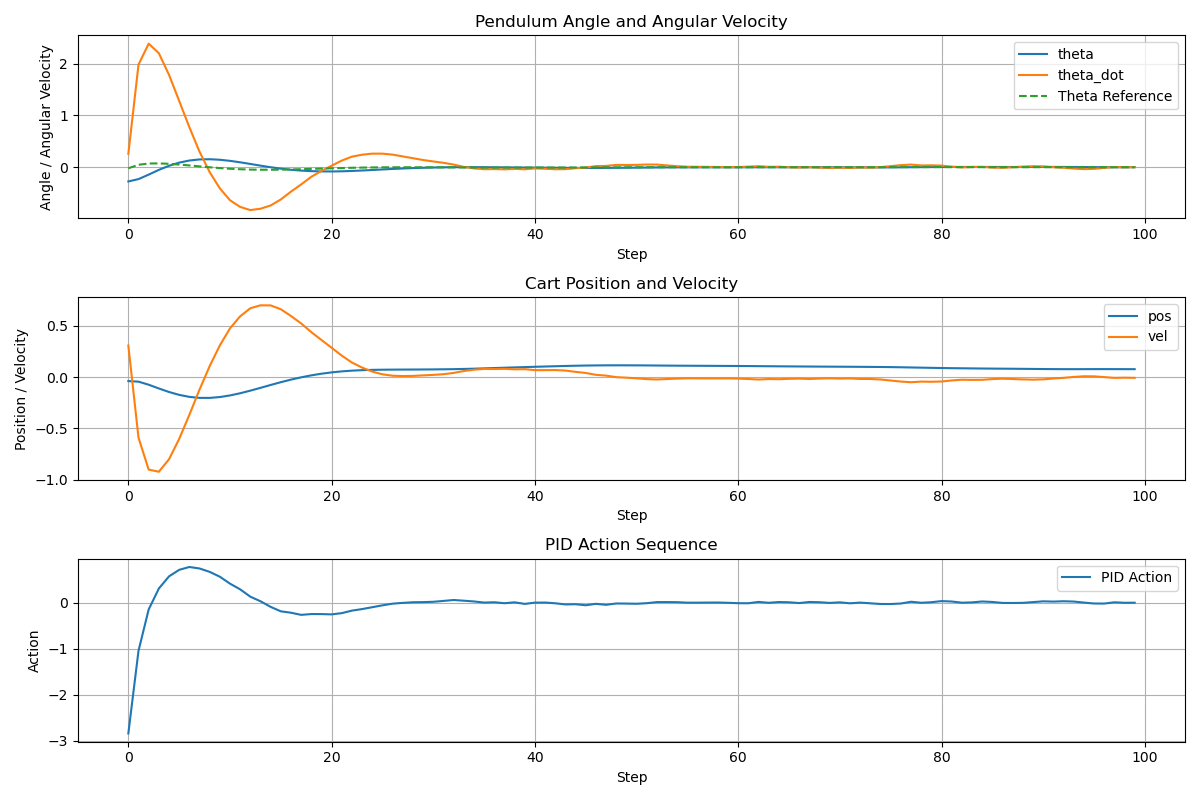 Pendulum Angle and Angular Velocity
Angle / Angular Velocity
2
1
0
theta
theta_dot
Theta Reference
0 20 40 60 80 100
Step
Cart Position and Velocity
Position / Velocity
0.5
0.0
−0.5
−1.0
pos
vel
0 20 40 60 80 100
Step
PID Action Sequence
Action
0
−1
−2
−3
PID Action
0 20 40 60 80 100
Step